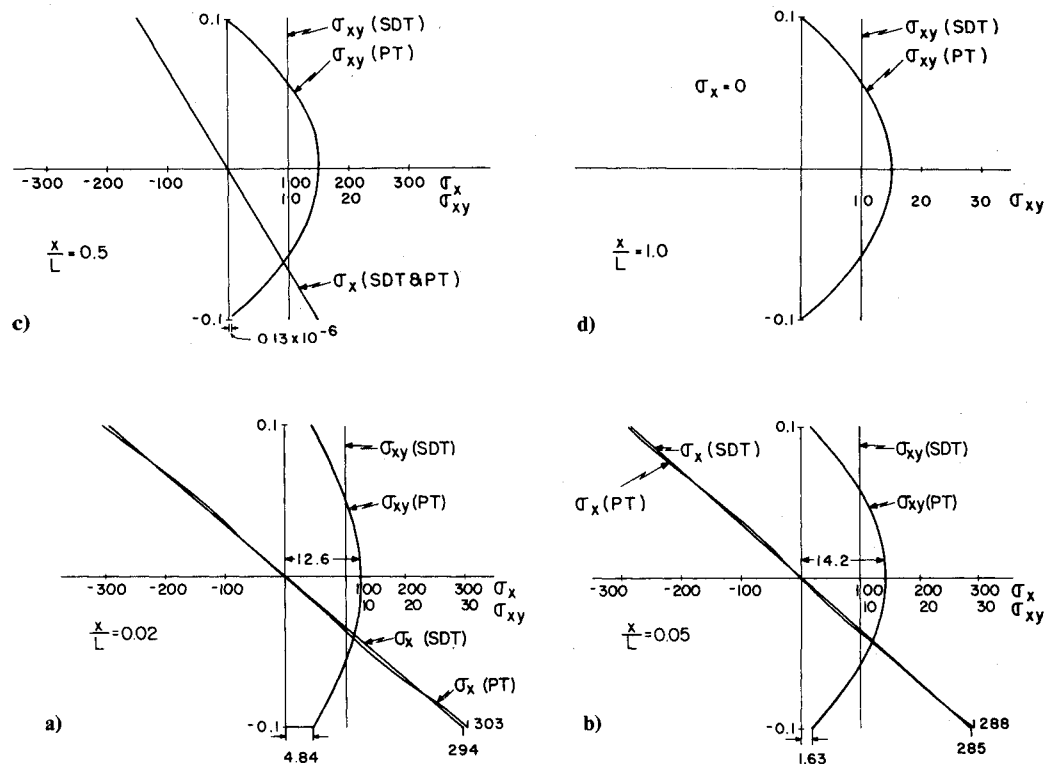 0.1
σxy (SDT)
σxy (PT)
-300 -200 -100 100 200 300 σx
10 20 σxy
x/L = 0.5
σx (SDT&PT)
-0.1
0.13x10^-6
c)
0.1
σxy (SDT)
σxy (PT)
σx = 0
10 20 σxy
x/L = 1.0
-0.1
d)
0.1
σxy (SDT)
σxy (PT)
12.6
-300 -200 -100 100 200 300 σx
10 20 30 σxy
x/L = 0.02
σx (SDT)
σx (PT)
-0.1
303
294
4.84
a)
0.1
σx (SDT)
σxy (SDT)
σx (PT)
σxy (PT)
14.2
-300 -200 -100 100 200 300 σx
10 20 30 σxy
x/L = 0.05
-0.1
288
285
1.63
b)